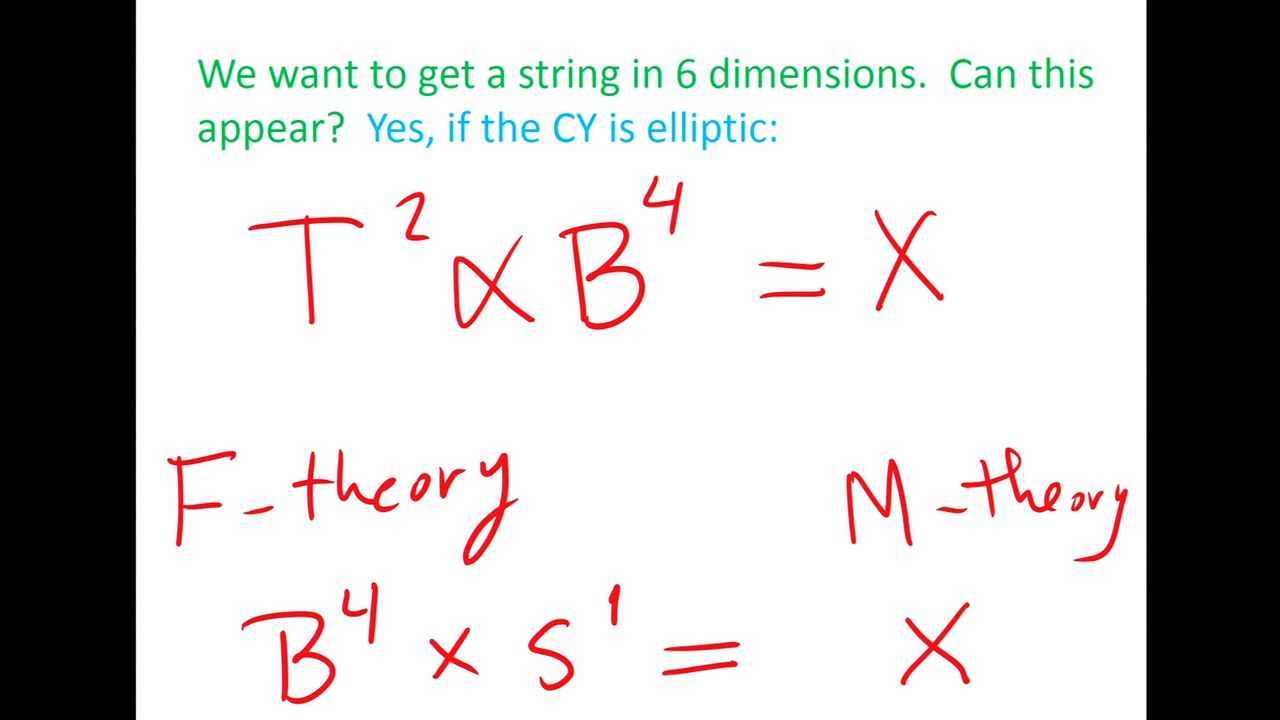 We want to get a string in 6 dimensions.  Can this
appear?  Yes, if the CY is elliptic:
T² ∝ B⁴ = X
F-theory M-theory
B⁴ × S¹ = X